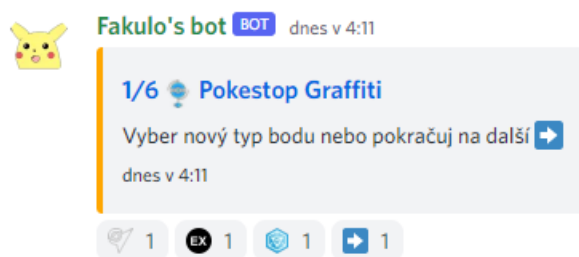 Fakulo's bot BOT dnes v 4:11
1/6 Pokestop Graffiti
Vyber nový typ bodu nebo pokračuj na další ➡
dnes v 4:11
1 EX 1 1 ➡ 1